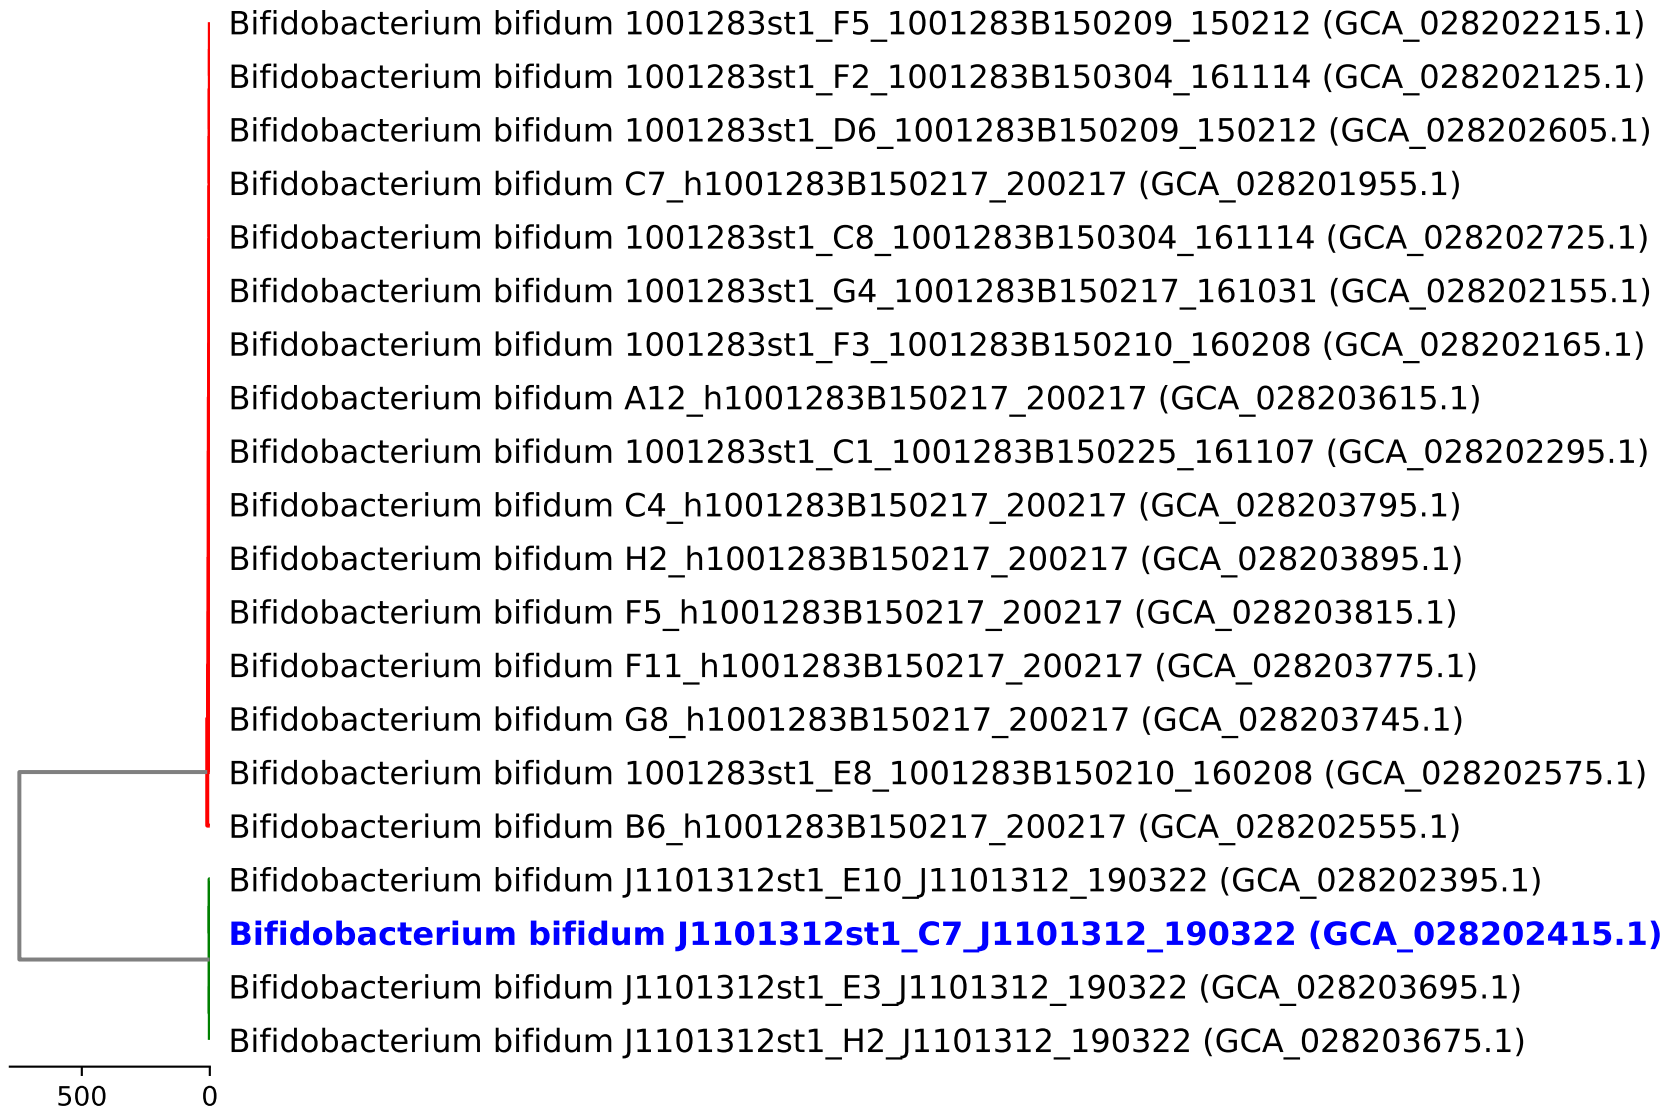 Bifidobacterium bifidum 1001283st1_F5_1001283B150209_150212 (GCA_028202215.1)
Bifidobacterium bifidum 1001283st1_F2_1001283B150304_161114 (GCA_028202125.1)
Bifidobacterium bifidum 1001283st1_D6_1001283B150209_150212 (GCA_028202605.1)
Bifidobacterium bifidum C7_h1001283B150217_200217 (GCA_028201955.1)
Bifidobacterium bifidum 1001283st1_C8_1001283B150304_161114 (GCA_028202725.1)
Bifidobacterium bifidum 1001283st1_G4_1001283B150217_161031 (GCA_028202155.1)
Bifidobacterium bifidum 1001283st1_F3_1001283B150210_160208 (GCA_028202165.1)
Bifidobacterium bifidum A12_h1001283B150217_200217 (GCA_028203615.1)
Bifidobacterium bifidum 1001283st1_C1_1001283B150225_161107 (GCA_028202295.1)
Bifidobacterium bifidum C4_h1001283B150217_200217 (GCA_028203795.1)
Bifidobacterium bifidum H2_h1001283B150217_200217 (GCA_028203895.1)
Bifidobacterium bifidum F5_h1001283B150217_200217 (GCA_028203815.1)
Bifidobacterium bifidum F11_h1001283B150217_200217 (GCA_028203775.1)
Bifidobacterium bifidum G8_h1001283B150217_200217 (GCA_028203745.1)
Bifidobacterium bifidum 1001283st1_E8_1001283B150210_160208 (GCA_028202575.1)
Bifidobacterium bifidum B6_h1001283B150217_200217 (GCA_028202555.1)
Bifidobacterium bifidum J1101312st1_E10_J1101312_190322 (GCA_028202395.1)
Bifidobacterium bifidum J1101312st1_C7_J1101312_190322 (GCA_028202415.1)
Bifidobacterium bifidum J1101312st1_E3_J1101312_190322 (GCA_028203695.1)
Bifidobacterium bifidum J1101312st1_H2_J1101312_190322 (GCA_028203675.1)
500 0